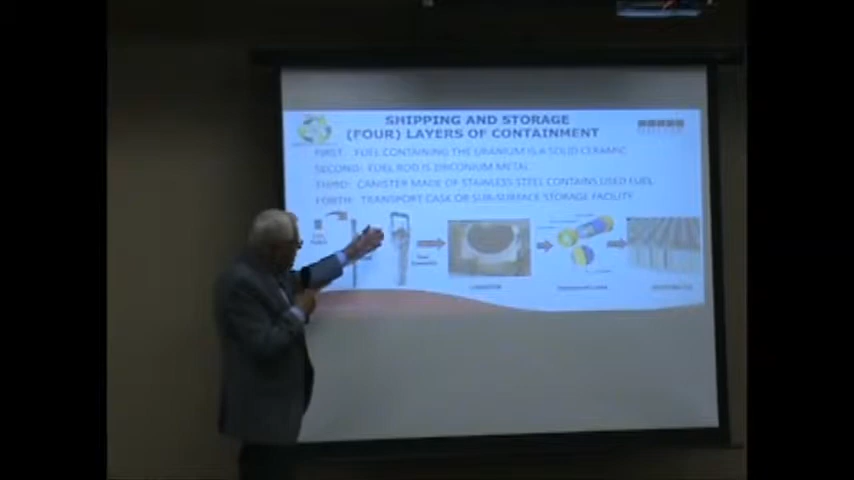 SHIPPING AND STORAGE
(FOUR) LAYERS OF CONTAINMENT
FIRST: FUEL CONTAINING THE URANIUM IS A SOLID CERAMIC
SECOND: FUEL ROD IS ZIRCONIUM METAL
THIRD: CANISTER MADE OF STAINLESS STEEL CONTAINS USED FUEL
FORTH: TRANSPORT CASK OR SUB-SURFACE STORAGE FACILITY